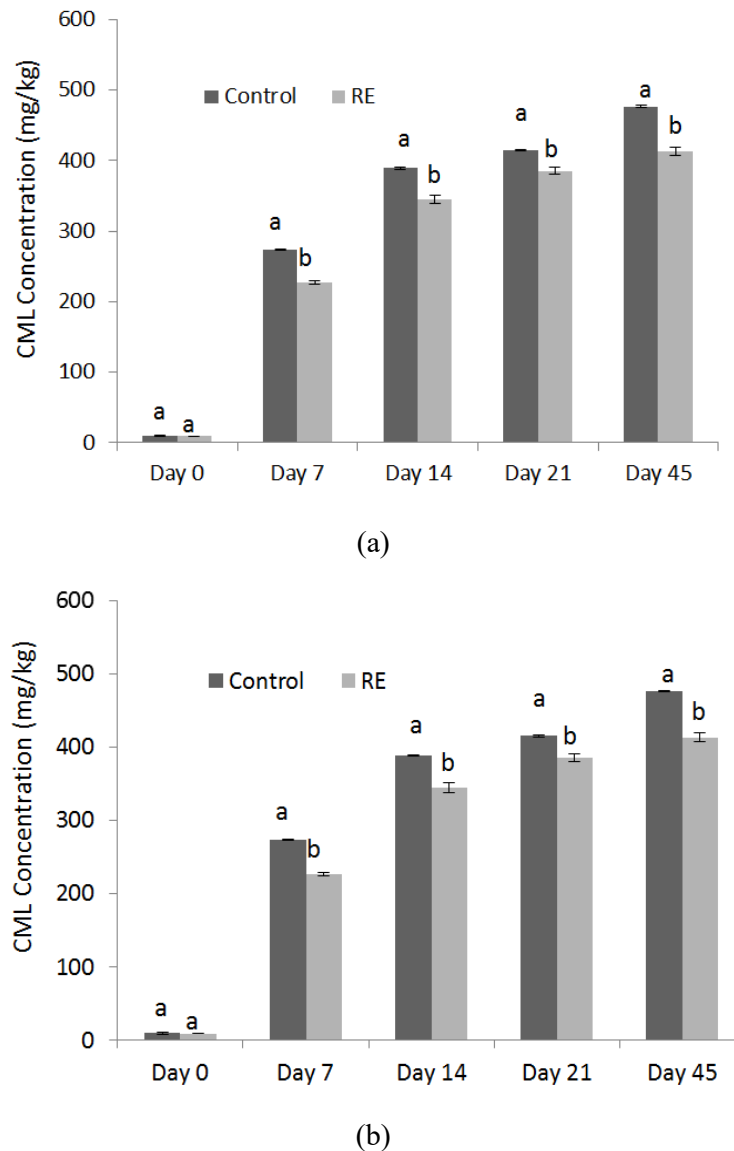 600
500
400
300
200
100
0
CML Concentration (mg/kg)
Control RE
a a
a b
a b
a b
a b
Day 0 Day 7 Day 14 Day 21 Day 45
(a)
600
500
400
300
200
100
0
CML Concentration (mg/kg)
Control RE
a a
a b
a b
a b
a b
Day 0 Day 7 Day 14 Day 21 Day 45
(b)